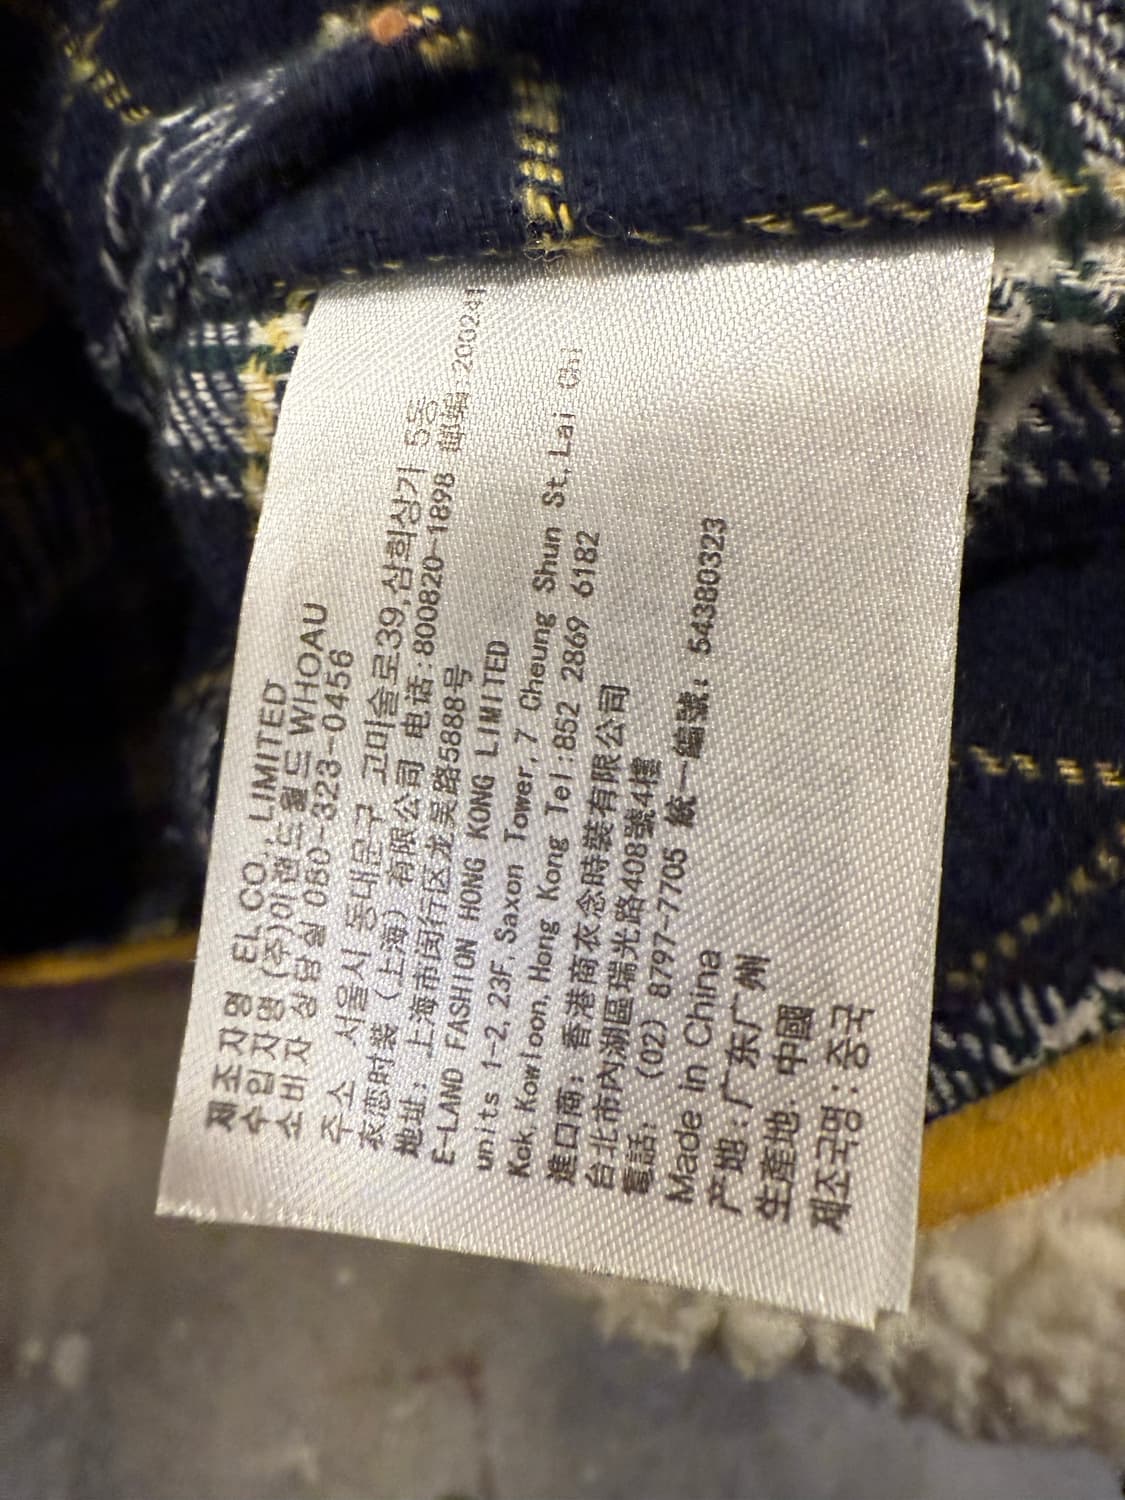 제조자명 EL CO., LIMITED
수입자명 (주)이랜드월드 WHOAU
소비자 상담실 080-323-0456
주소 서울시 동대문구 고미술로39,삼희상가 5동
衣恋时装 (上海) 有限公司 电话:800820-1898 邮编:200241
地址: 上海市闵行区龙吴路5888号
E-LAND FASHION HONG KONG LIMITED
units 1-2, 23F, Saxon Tower, 7 Cheung Shun St, Lai Chi
Kck, Kowloon, Hong Kong Tel:852 2869 6182
進口商: 香港商衣念時裝有限公司
台北市內湖區瑞光路408號4樓
電話: (02) 8797-7705 統一編號: 54380323
Made in China
产地:广东广州
生產地: 中國
제조국명:중국